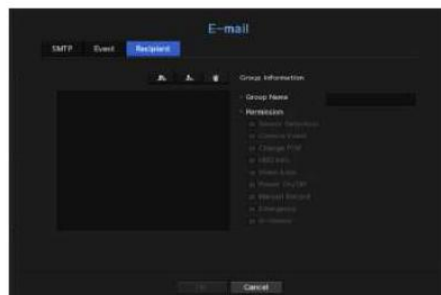 E-mail
SMTP Event Recipient
Group Information
Group Name
Permission
Sensor Detection
Camera Event
Change P/W
HDD Info.
Video Loss
Power On/Off
Manual Record
Emergency
Cancel